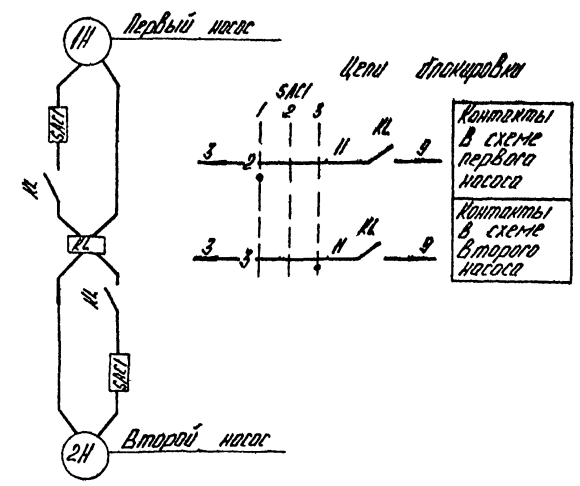 1Н
Первый насос
SAC1
KL
KL
KL
SAC1
2Н
Второй насос
Цепи блокировки
SAC1
1 2 3
3 2 11 KL 9
Контакты
в схеме
первого
насоса
3 3 11 KL 9
Контакты
в схеме
второго
насоса